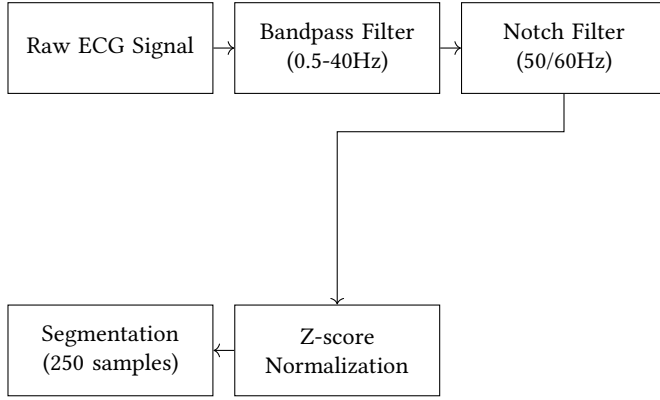 Raw ECG Signal
Bandpass Filter
(0.5-40Hz)
Notch Filter
(50/60Hz)
Z-score
Normalization
Segmentation
(250 samples)